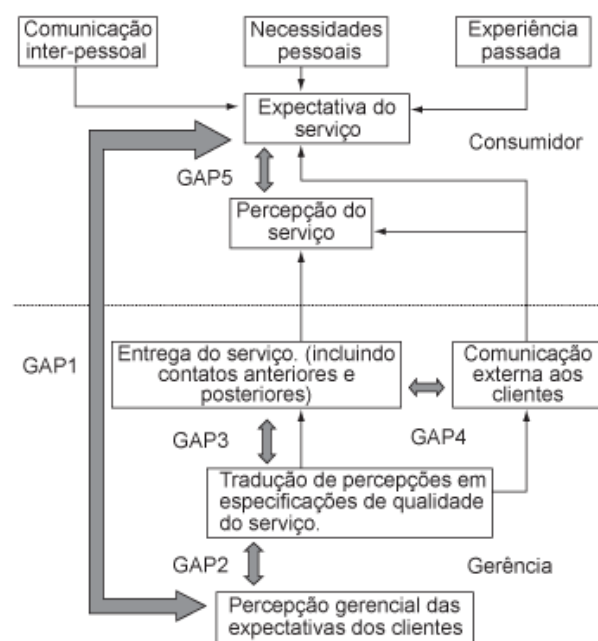 Comunicação
inter-pessoal
Necessidades
pessoais
Experiência
passada
Expectativa do
serviço
Consumidor
GAP5
Percepção do
serviço
GAP1
Entrega do serviço. (incluindo
contatos anteriores e
posteriores)
Comunicação
externa aos
clientes
GAP3
GAP4
Tradução de percepções em
especificações de qualidade
do serviço.
GAP2
Gerência
Percepção gerencial das
expectativas dos clientes